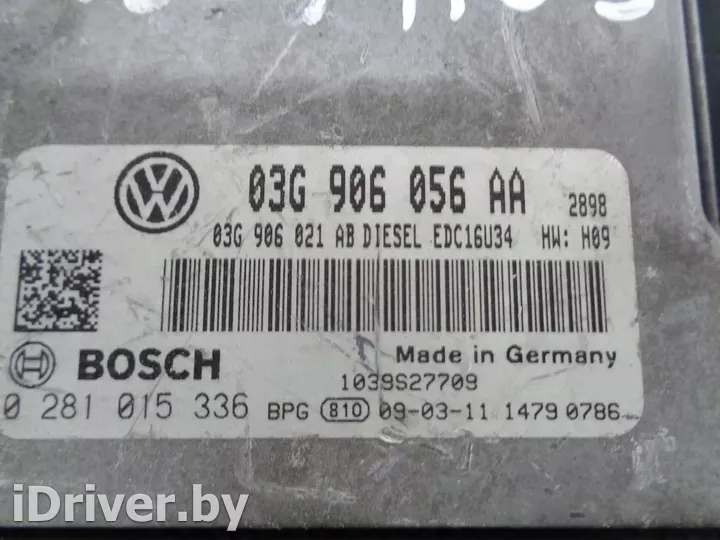 03G 906 056 AA 2898
03G 906 021 AB DIESEL EDC16U34 HW: H09
BOSCH
Made in Germany
1039S27709
0 281 015 336 BPG 810 09-03-11 1479 0786
iDriver.by